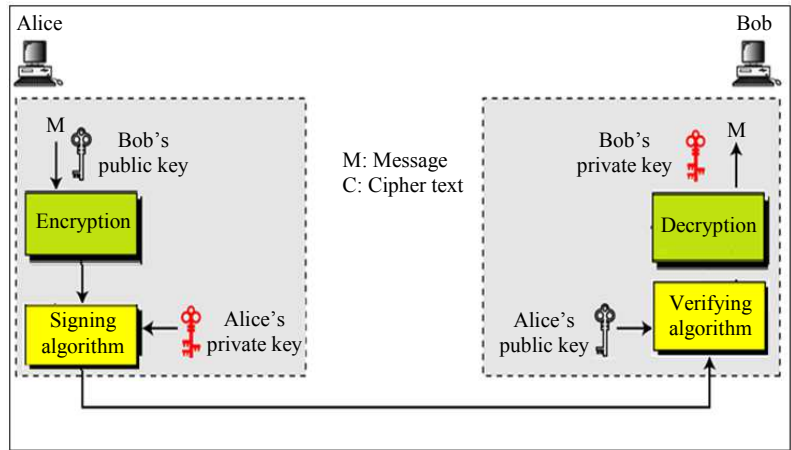 Alice
Bob
M
Bob's
public key
Encryption
Signing
algorithm
Alice's
private key
M: Message
C: Cipher text
Bob's
private key
M
Decryption
Alice's
public key
Verifying
algorithm